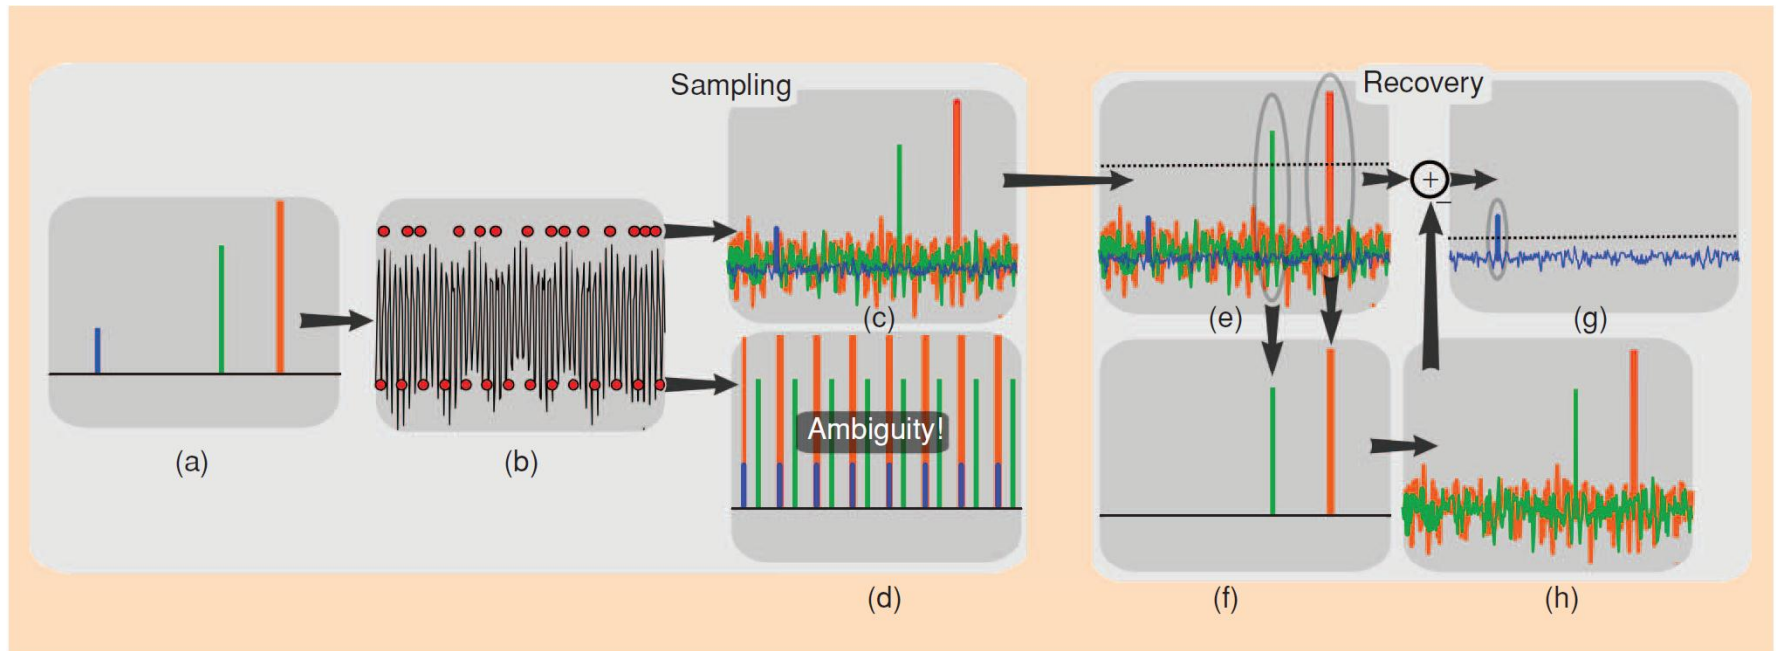 Sampling
Recovery
Ambiguity!
+
−
(a)
(b)
(c)
(d)
(e)
(f)
(g)
(h)